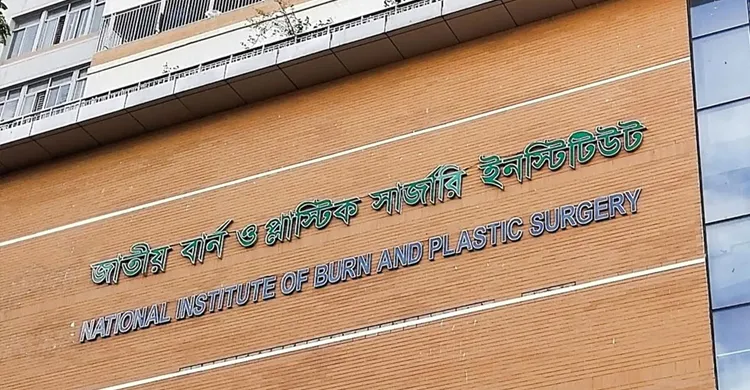 জাতীয় বার্ন ও প্লাস্টিক সার্জারি ইনস্টিটিউট
NATIONAL INSTITUTE OF BURN AND PLASTIC SURGERY